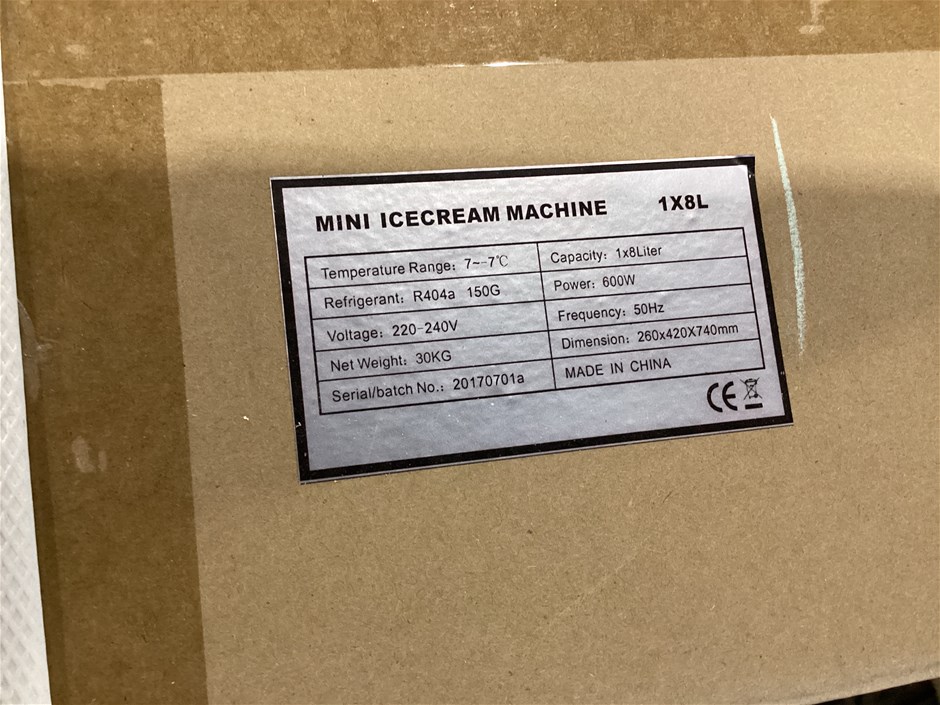 MINI ICECREAM MACHINE 1X8L
Temperature Range: 7~-7℃ Capacity: 1x8Liter
Refrigerant: R404a 150G Power: 600W
Voltage: 220-240V Frequency: 50Hz
Net Weight: 30KG Dimension: 260x420X740mm
Serial/batch No.: 20170701a MADE IN CHINA
CE